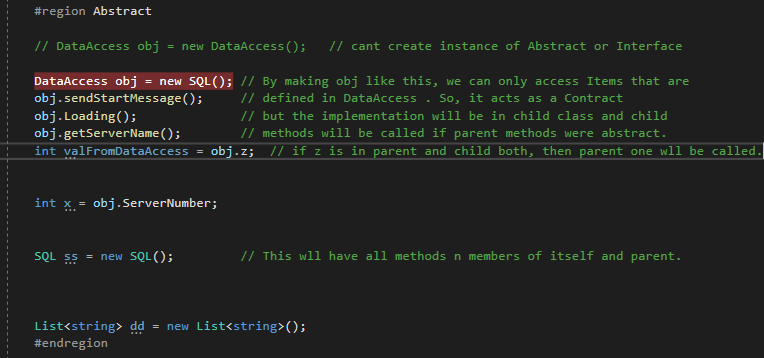 #region Abstract
// DataAccess obj = new DataAccess();   // cant create instance of Abstract or Interface
DataAccess obj = new SQL(); // By making obj like this, we can only access Items that are
obj.sendStartMessage();     // defined in DataAccess . So, it acts as a Contract
obj.Loading();              // but the implementation will be in child class and child
obj.getServerName();        // methods will be called if parent methods were abstract.
int valFromDataAccess = obj.z;  // if z is in parent and child both, then parent one wll be called.
int x = obj.ServerNumber;
SQL ss = new SQL();         // This wll have all methods n members of itself and parent.
List<string> dd = new List<string>();
#endregion